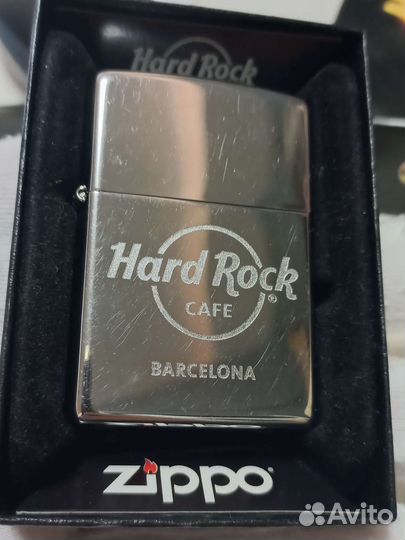 Hard Rock
Hard Rock
®
CAFE
BARCELONA
zippo
Avito